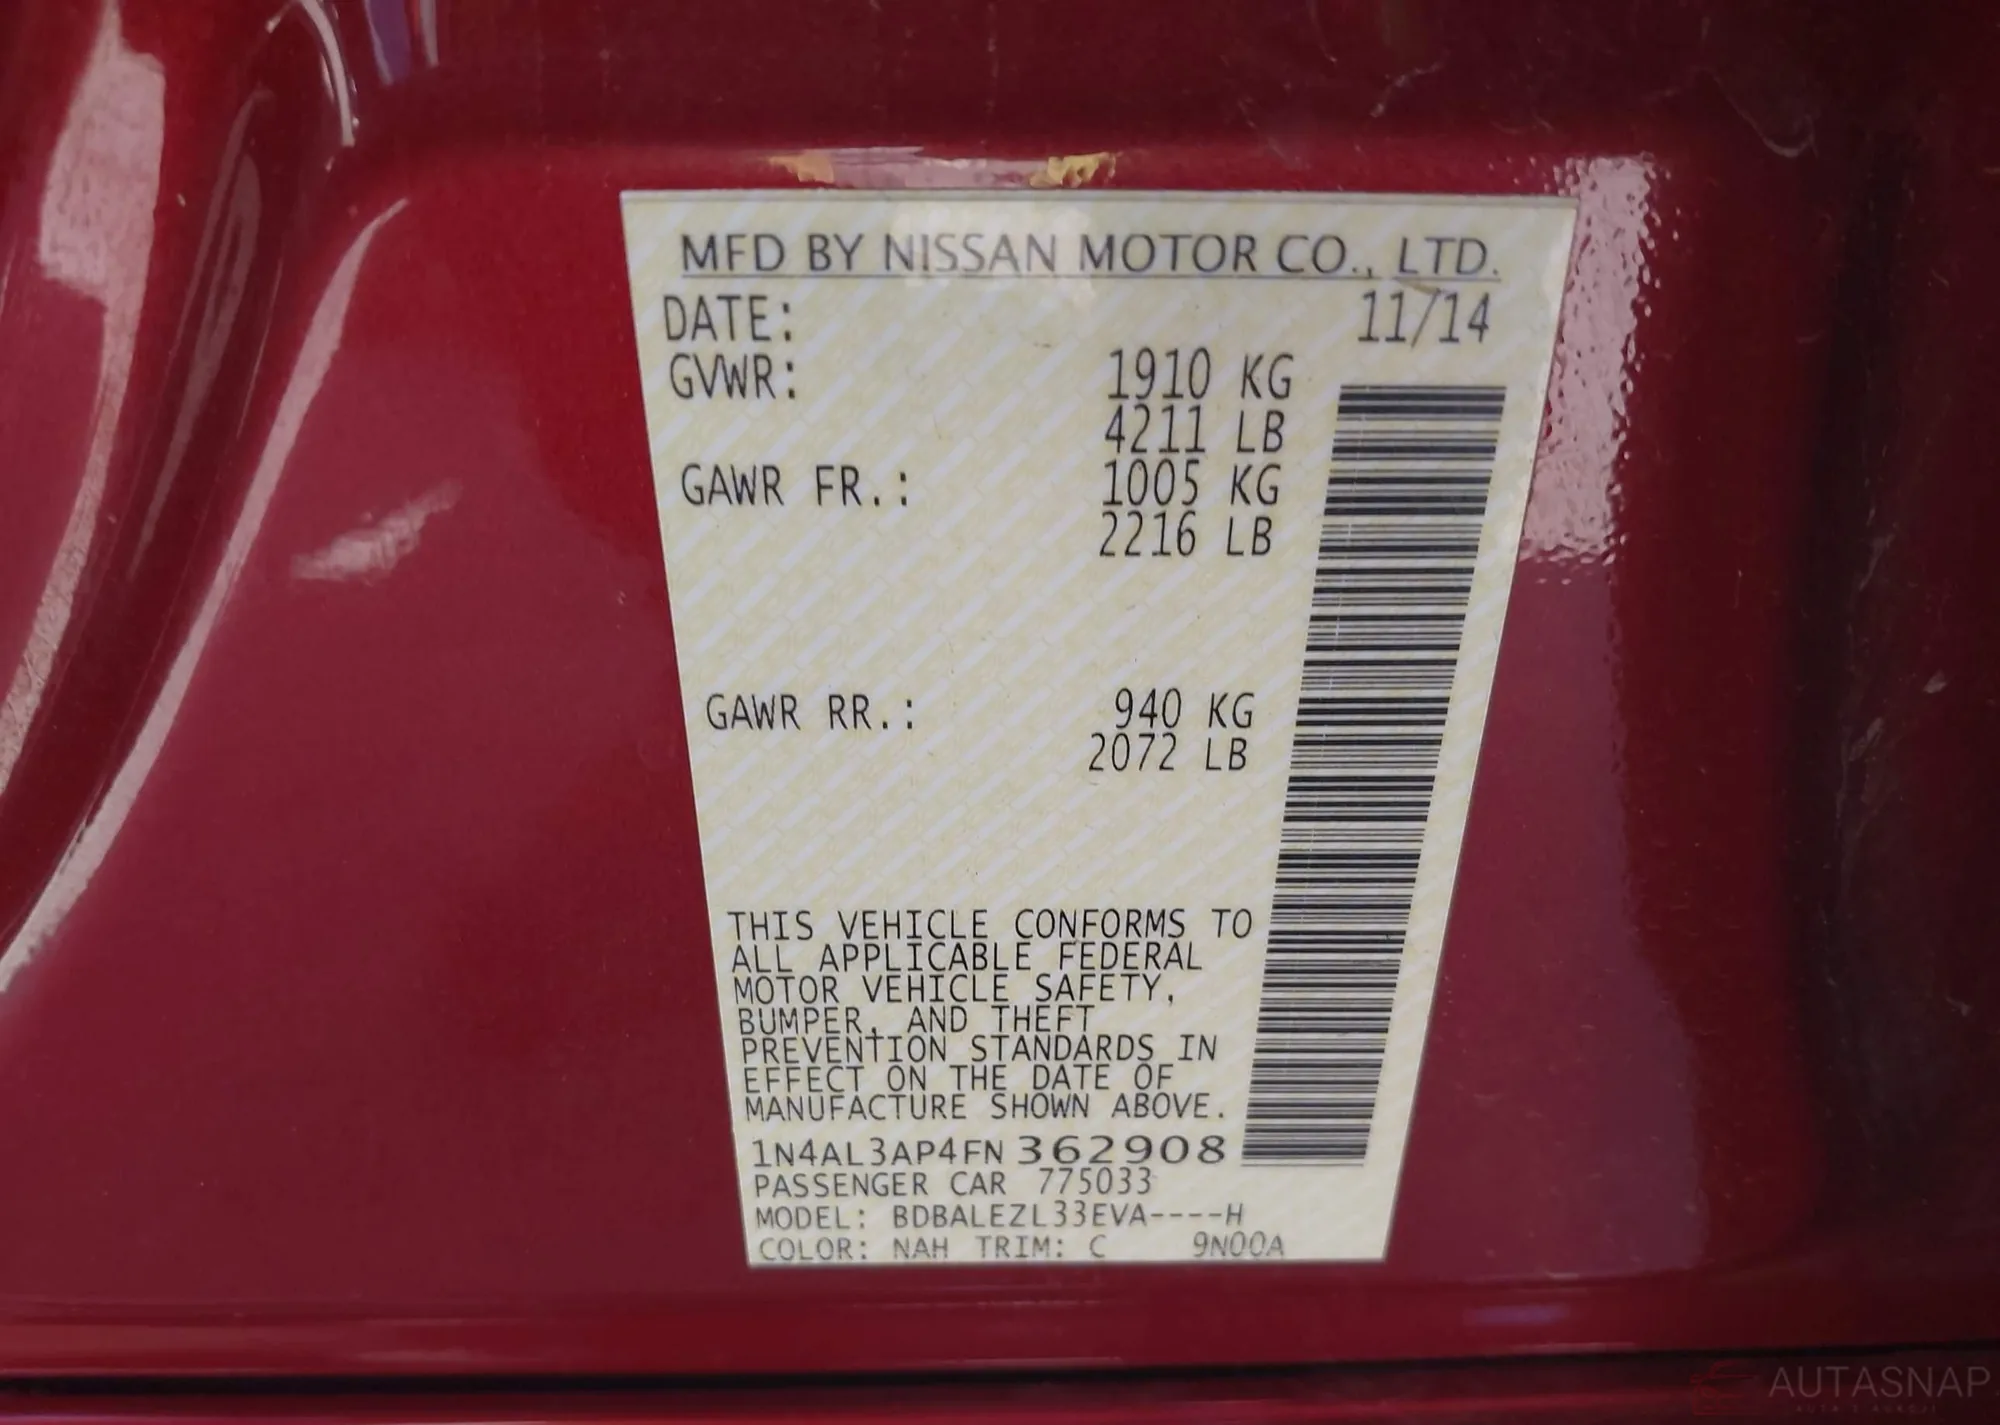 MFD BY NISSAN MOTOR CO., LTD.
DATE: 11/14
GVWR: 1910 KG
4211 LB
GAWR FR.: 1005 KG
2216 LB
GAWR RR.: 940 KG
2072 LB
THIS VEHICLE CONFORMS TO
ALL APPLICABLE FEDERAL
MOTOR VEHICLE SAFETY,
BUMPER, AND THEFT
PREVENTION STANDARDS IN
EFFECT ON THE DATE OF
MANUFACTURE SHOWN ABOVE.
1N4AL3AP4FN362908
PASSENGER CAR 775033
MODEL: BDBALEZL33EVA----H
COLOR: NAH TRIM: C 9N00A
AUTASNAP